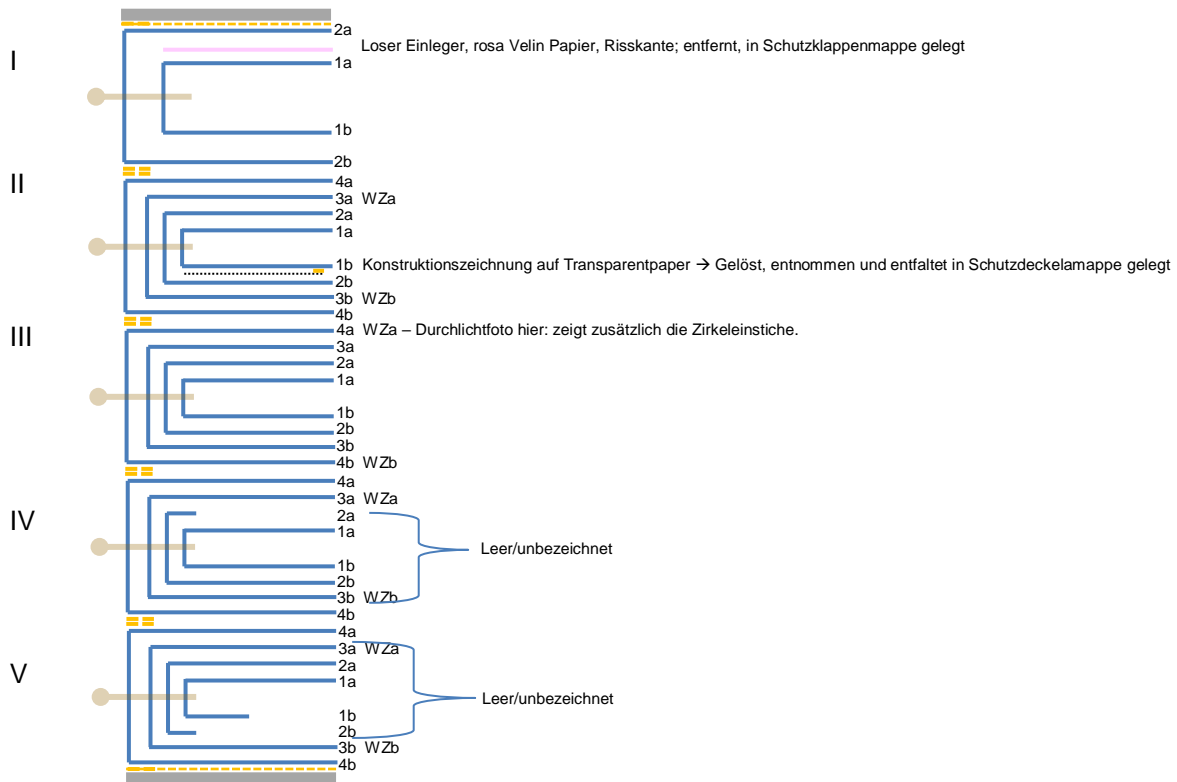 2a
Loser Einleger, rosa Velin Papier, Risskante; entfernt, in Schutzklappenmappe gelegt
I
1a
1b
2b
II
4a
3a WZa
2a
1a
1b Konstruktionszeichnung auf Transparentpaper → Gelöst, entnommen und entfaltet in Schutzdeckelamappe gelegt
2b
3b WZb
4b
III
4a WZa – Durchlichtfoto hier: zeigt zusätzlich die Zirkeleinstiche.
3a
2a
1a
1b
2b
3b
4b WZb
4a
3a WZa
IV
2a
1a
Leer/unbezeichnet
1b
2b
3b WZb
4b
4a
3a WZa
V
2a
1a
Leer/unbezeichnet
1b
2b
3b WZb
4b